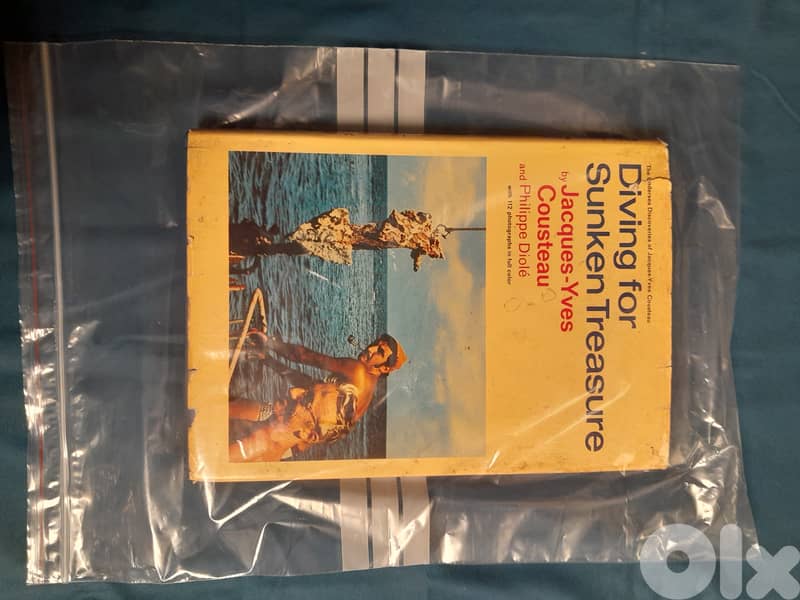 The Undersea Discoveries of Jacques-Yves Cousteau
Diving for
Sunken Treasure
by Jacques-Yves
Cousteau
and Philippe Diolé
with 112 photographs in full color
OLX